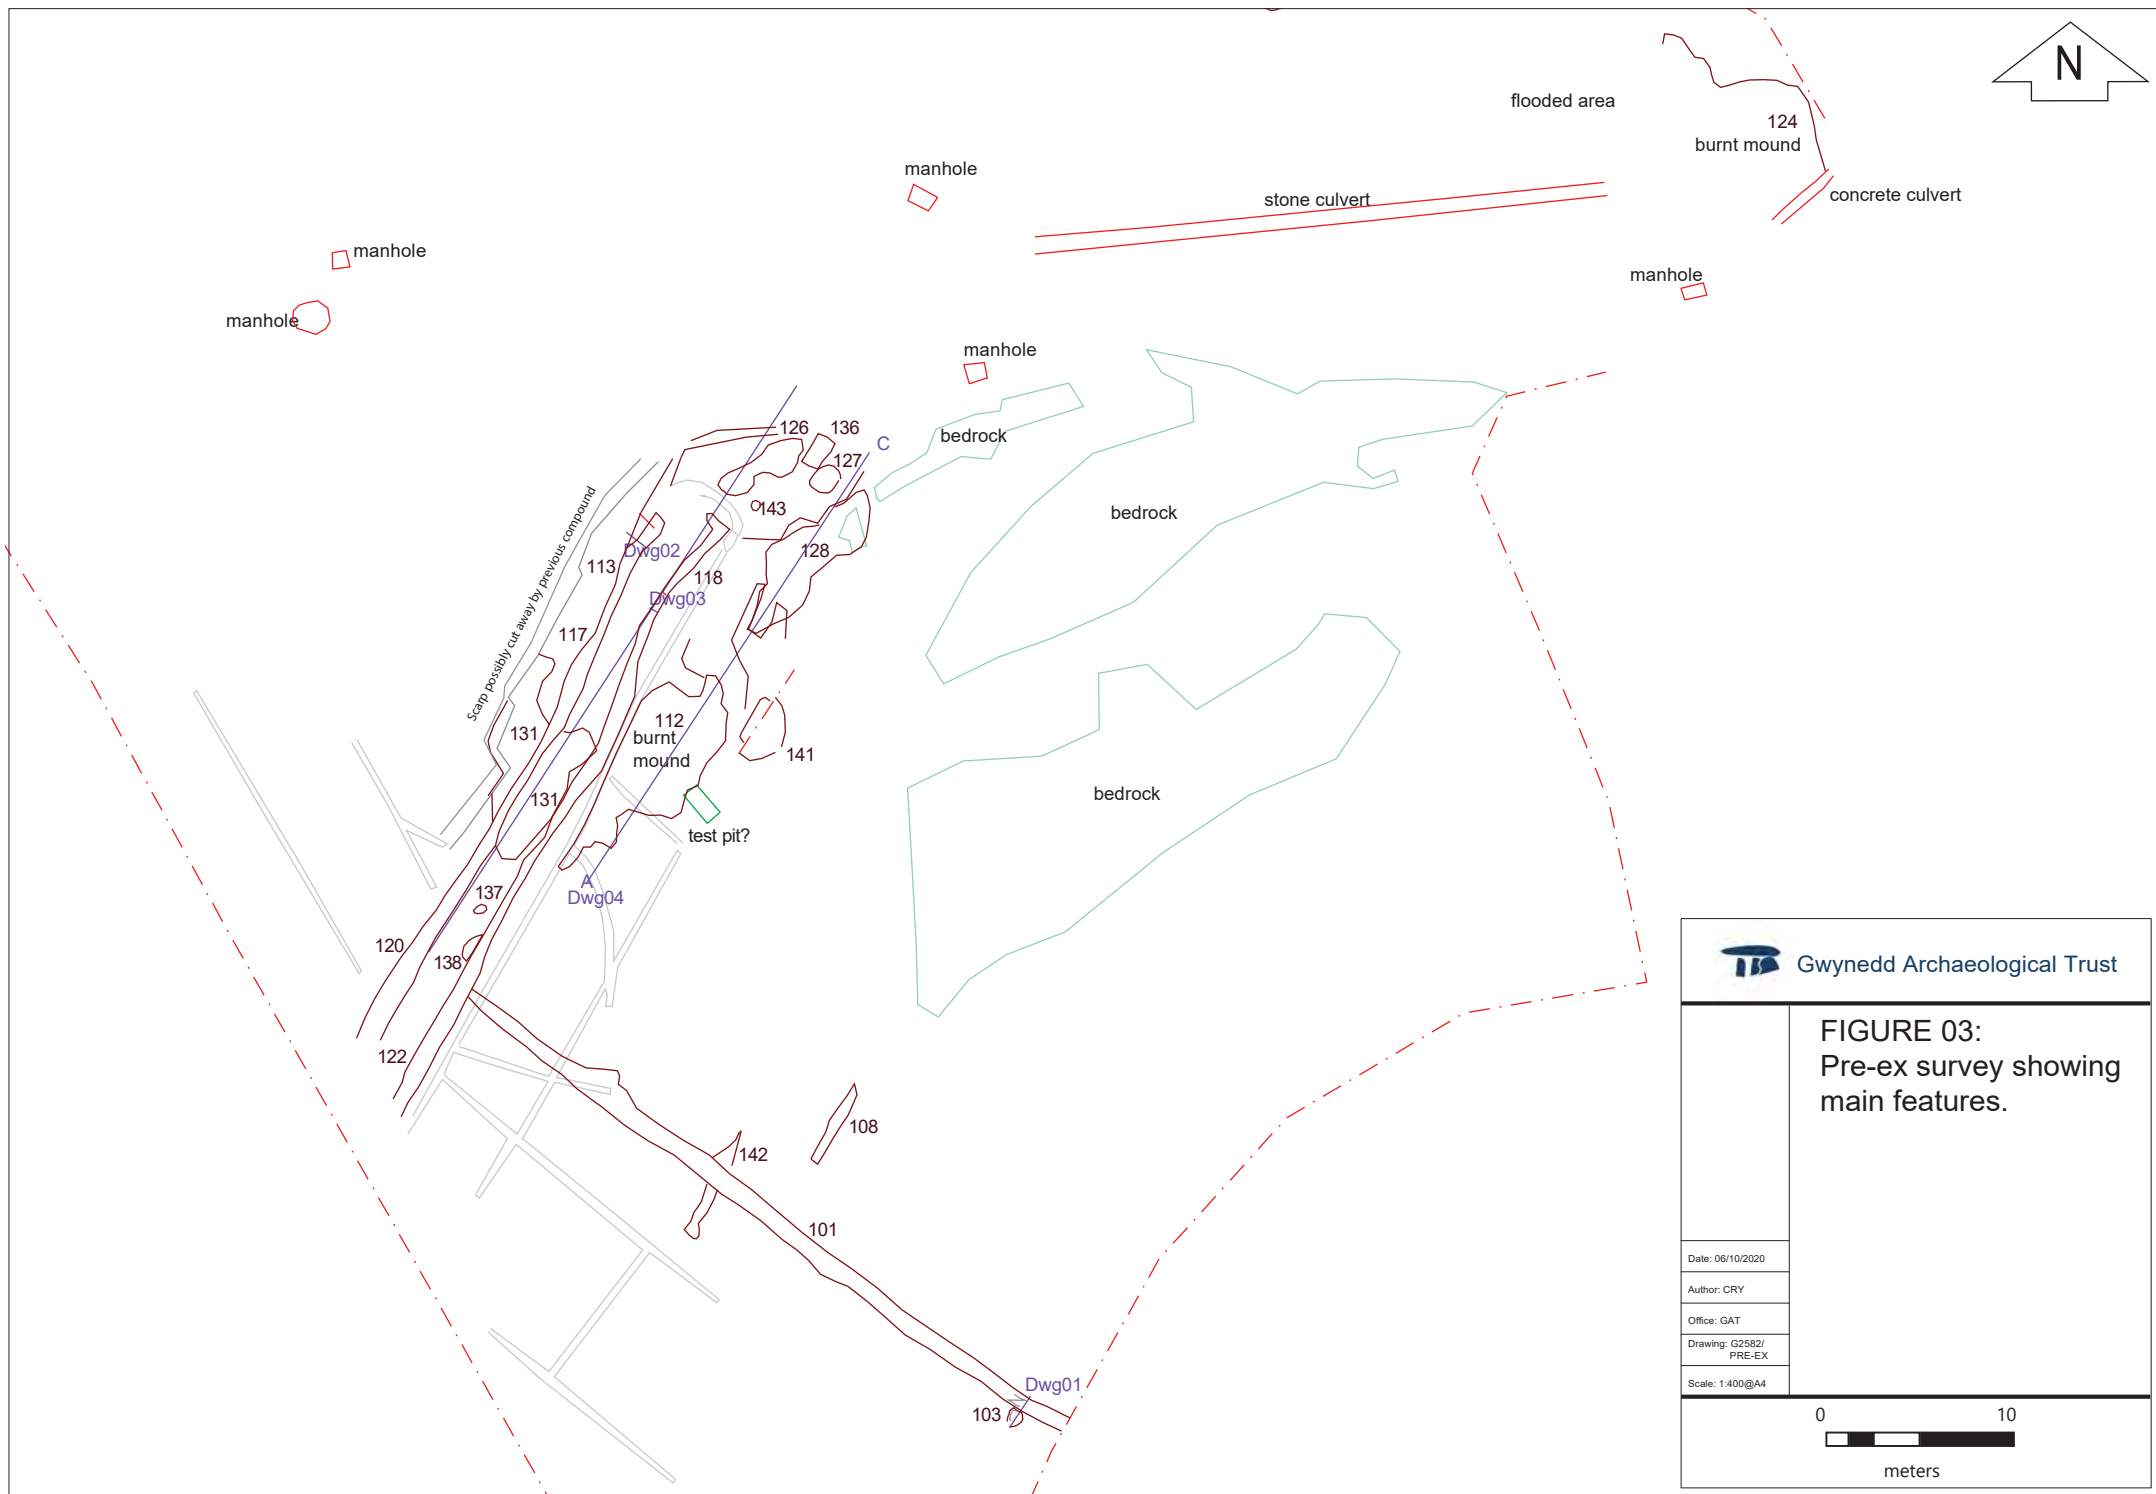 N
flooded area
124
burnt mound
manhole
stone culvert
concrete culvert
manhole
manhole
manhole
manhole
126
136
C
127
bedrock
143
bedrock
Scarp possibly cut away by previous compound
Dwg02
128
113
118
Dwg03
117
112
burnt
mound
131
141
131
bedrock
test pit?
A
Dwg04
137
120
138
122
108
142
101
Dwg01
103
Gwynedd Archaeological Trust
FIGURE 03:
Pre-ex survey showing
main features.
Date: 06/10/2020
Author: CRY
Office: GAT
Drawing: G2582/
PRE-EX
Scale: 1:400@A4
0 10
meters